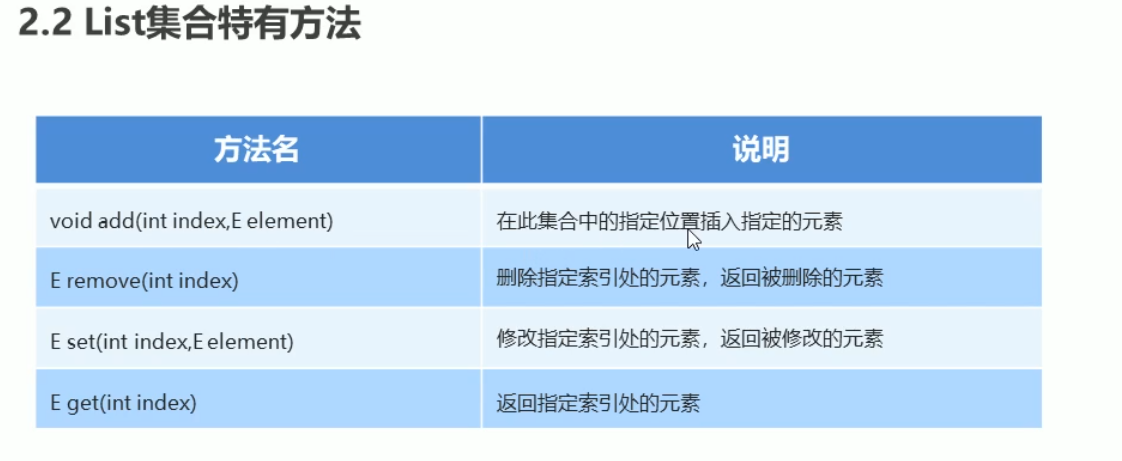 2.2 List集合特有方法
方法名 说明
void add(int index,E element) 在此集合中的指定位置插入指定的元素
E remove(int index) 删除指定索引处的元素，返回被删除的元素
E set(int index,E element) 修改指定索引处的元素，返回被修改的元素
E get(int index) 返回指定索引处的元素